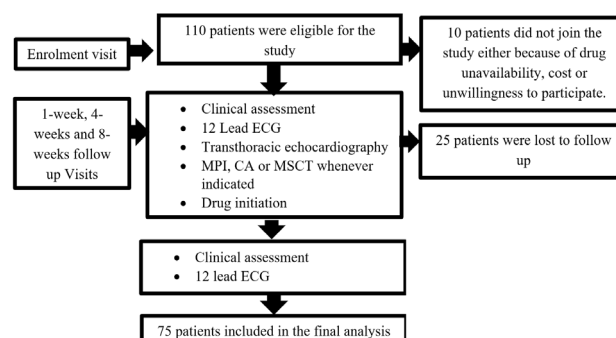 110 patients were eligible for the
study
Enrolment visit
10 patients did not join the
study either because of drug
unavailability, cost or
unwillingness to participate.
1-week, 4-
weeks and 8-
weeks follow
up Visits
• Clinical assessment
• 12 Lead ECG
• Transthoracic echocardiography
• MPI, CA or MSCT whenever
indicated
• Drug initiation
25 patients were lost to follow
up
• Clinical assessment
• 12 lead ECG
75 patients included in the final analysis